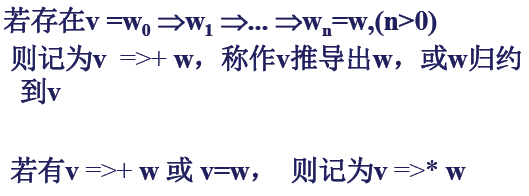 若存在v =w0 ⇒w1 ⇒... ⇒wn=w,(n>0)
则记为v =>+ w，称作v推导出w，或w归约
到v
若有v =>+ w 或 v=w， 则记为v =>* w